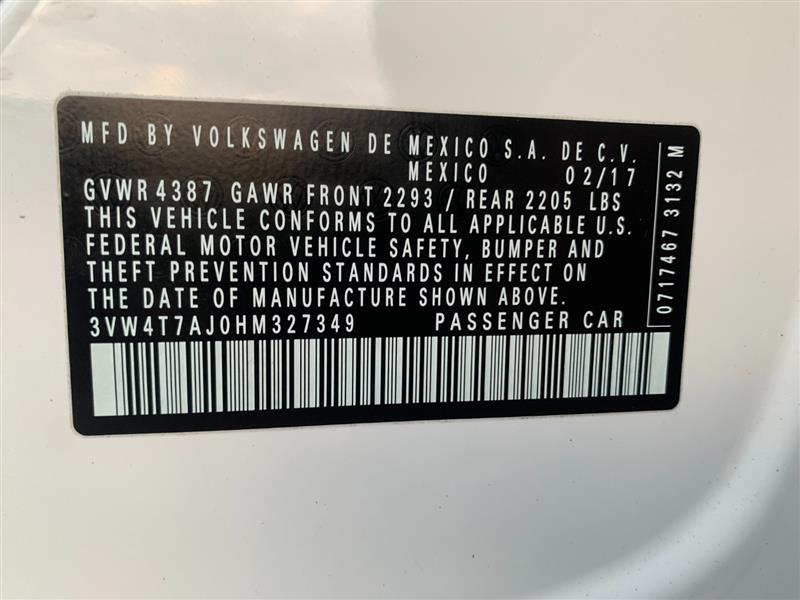 MFD BY VOLKSWAGEN DE MEXICO S.A. DE C.V.
MEXICO 02/17
GVWR 4387 GAWR FRONT 2293 / REAR 2205 LBS
THIS VEHICLE CONFORMS TO ALL APPLICABLE U.S.
FEDERAL MOTOR VEHICLE SAFETY, BUMPER AND
THEFT PREVENTION STANDARDS IN EFFECT ON
THE DATE OF MANUFACTURE SHOWN ABOVE.
3VW4T7AJ0HM327349 PASSENGER CAR
0717467 3132 M